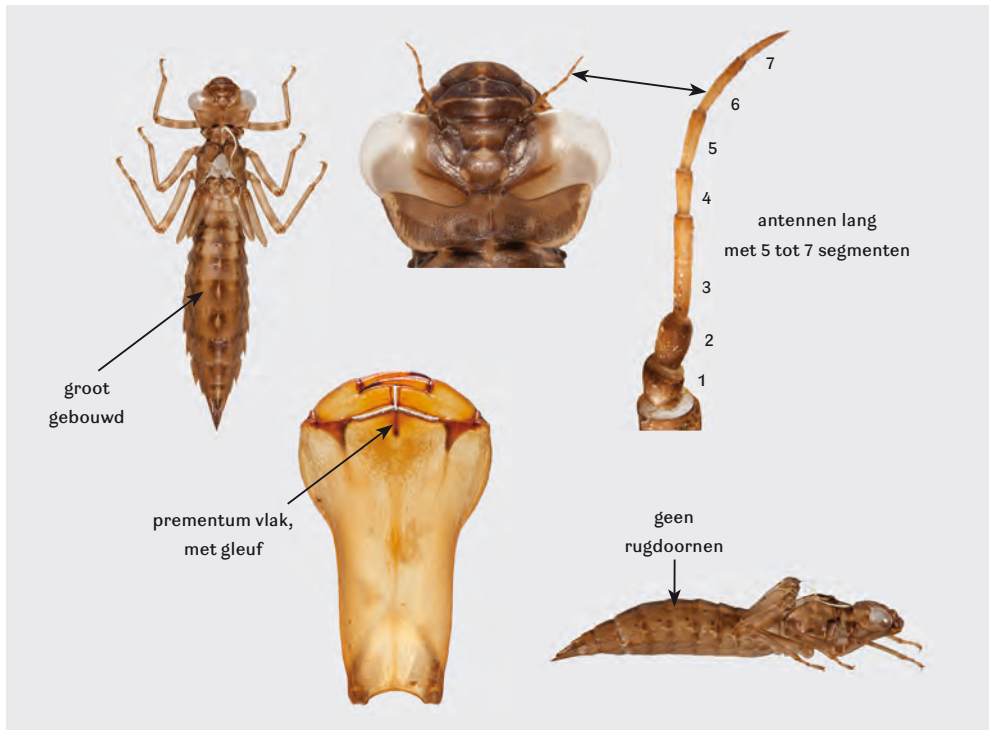 7
6
5
4
3
2
1
antennen lang
met 5 tot 7 segmenten
groot
gebouwd
prementum vlak,
met gleuf
geen
rugdoornen